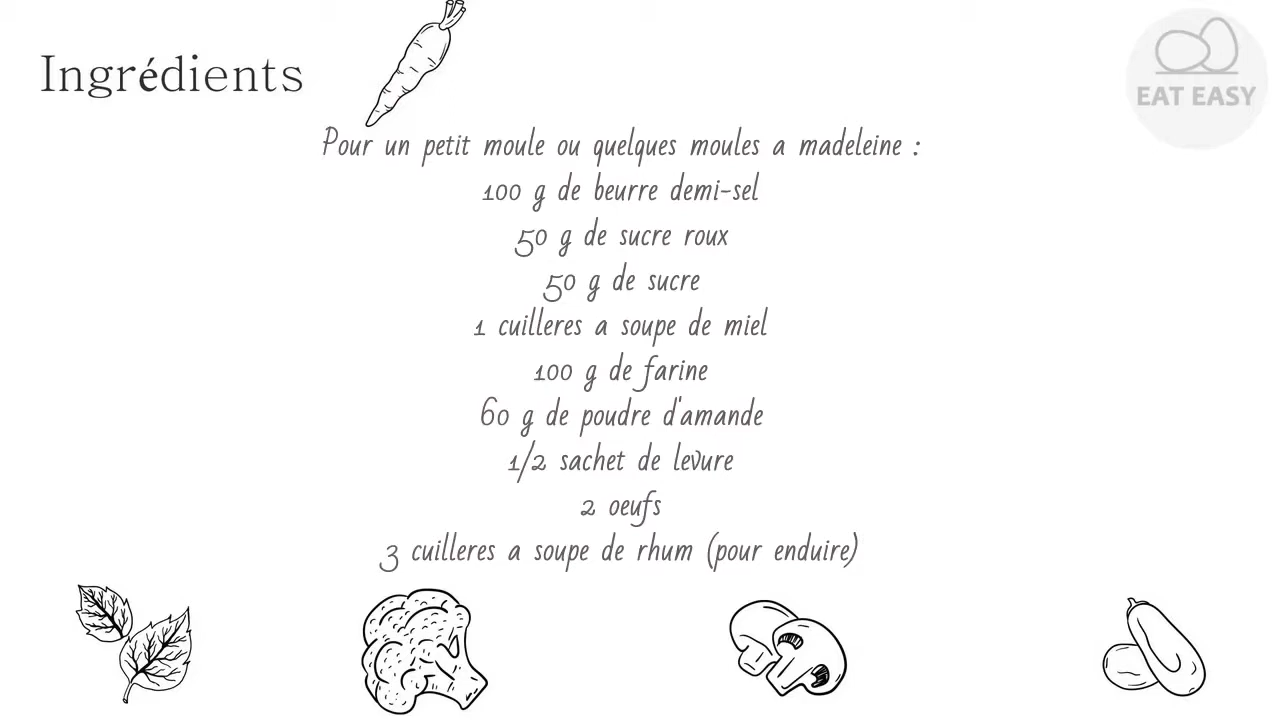 Ingrédients
EAT EASY
Pour un petit moule ou quelques moules a madeleine :
100 g de beurre demi-sel
50 g de sucre roux
50 g de sucre
1 cuilleres a soupe de miel
100 g de farine
60 g de poudre d'amande
1/2 sachet de levure
2 oeufs
3 cuilleres a soupe de rhum (pour enduire)